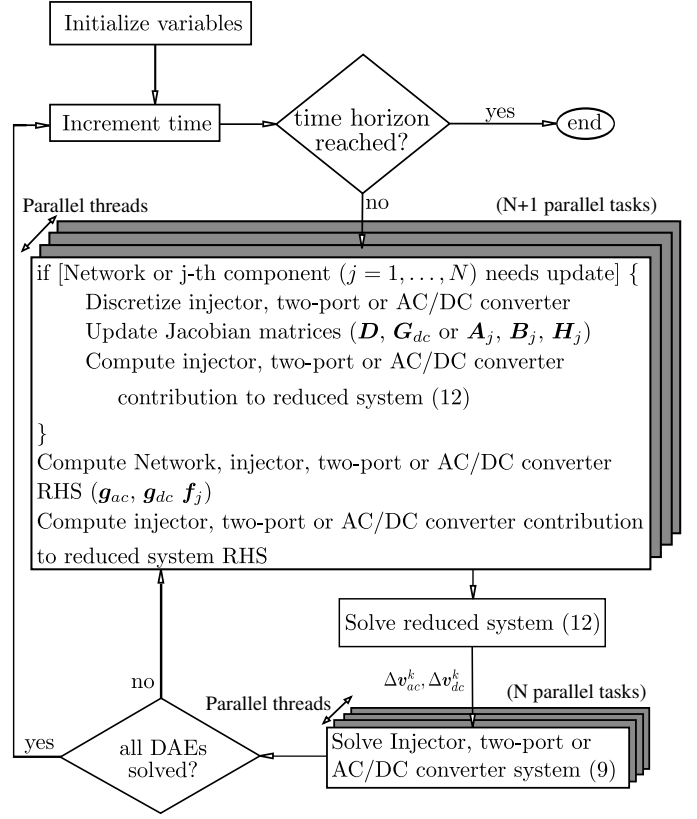 Initialize variables
Increment time
time horizon
reached?
yes
end
no
Parallel threads
(N+1 parallel tasks)
if [Network or j-th component (j = 1, . . . , N) needs update] {
Discretize injector, two-port or AC/DC converter
Update Jacobian matrices (D, G_dc or A_j, B_j, H_j)
Compute injector, two-port or AC/DC converter
contribution to reduced system (12)
}
Compute Network, injector, two-port or AC/DC converter
RHS (g_ac, g_dc f_j)
Compute injector, two-port or AC/DC converter contribution
to reduced system RHS
Solve reduced system (12)
Δv^k_ac, Δv^k_dc
no
Parallel threads
(N parallel tasks)
yes
all DAEs
solved?
Solve Injector, two-port or
AC/DC converter system (9)